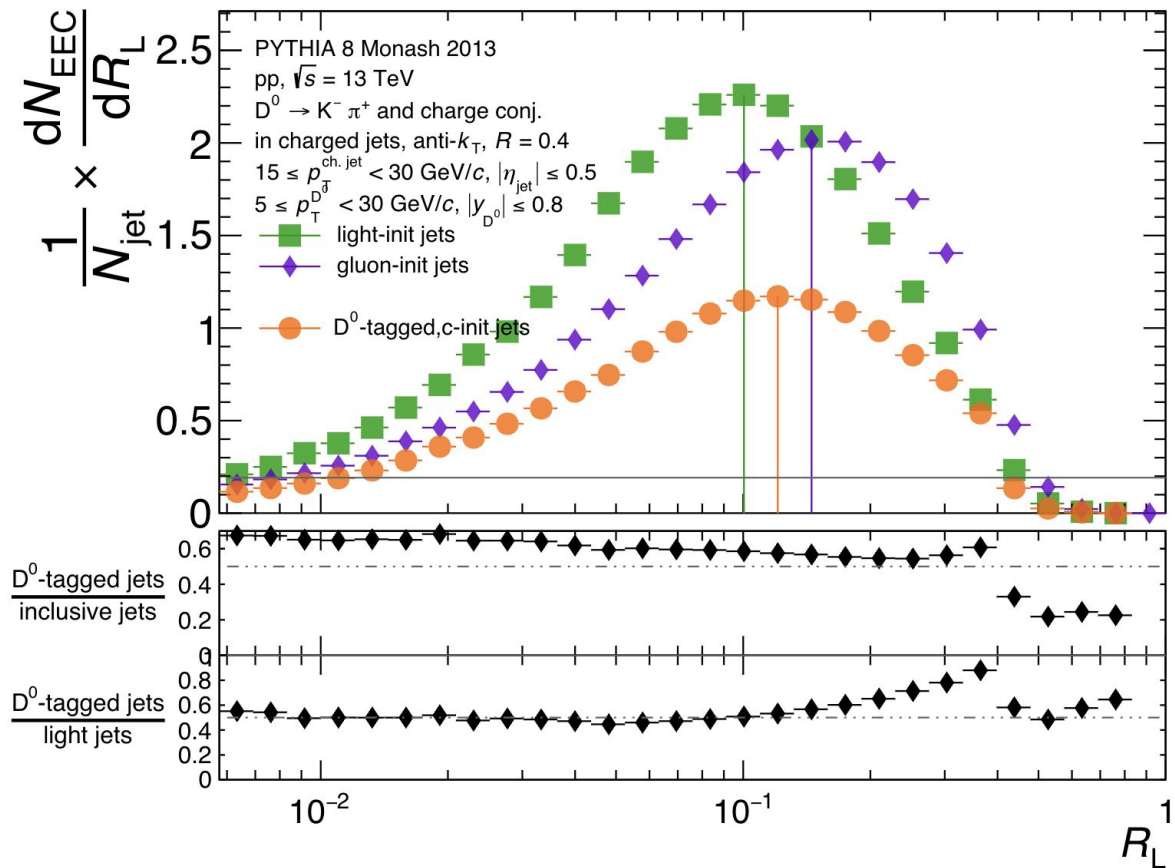 1/N_jet × dN_EEC/dR_L
PYTHIA 8 Monash 2013
pp, √s = 13 TeV
D⁰ → K⁻ π⁺ and charge conj.
in charged jets, anti-k_T, R = 0.4
15 ≤ p_T^ch. jet < 30 GeV/c, |η_jet| ≤ 0.5
5 ≤ p_T^D⁰ < 30 GeV/c, |y_D⁰| ≤ 0.8
light-init jets
gluon-init jets
D⁰-tagged,c-init jets
2.5
2
1.5
1
0.5
0
D⁰-tagged jets
inclusive jets
0.6
0.4
0.2
0
D⁰-tagged jets
light jets
0.8
0.6
0.4
0.2
0
10⁻²
10⁻¹
1
R_L